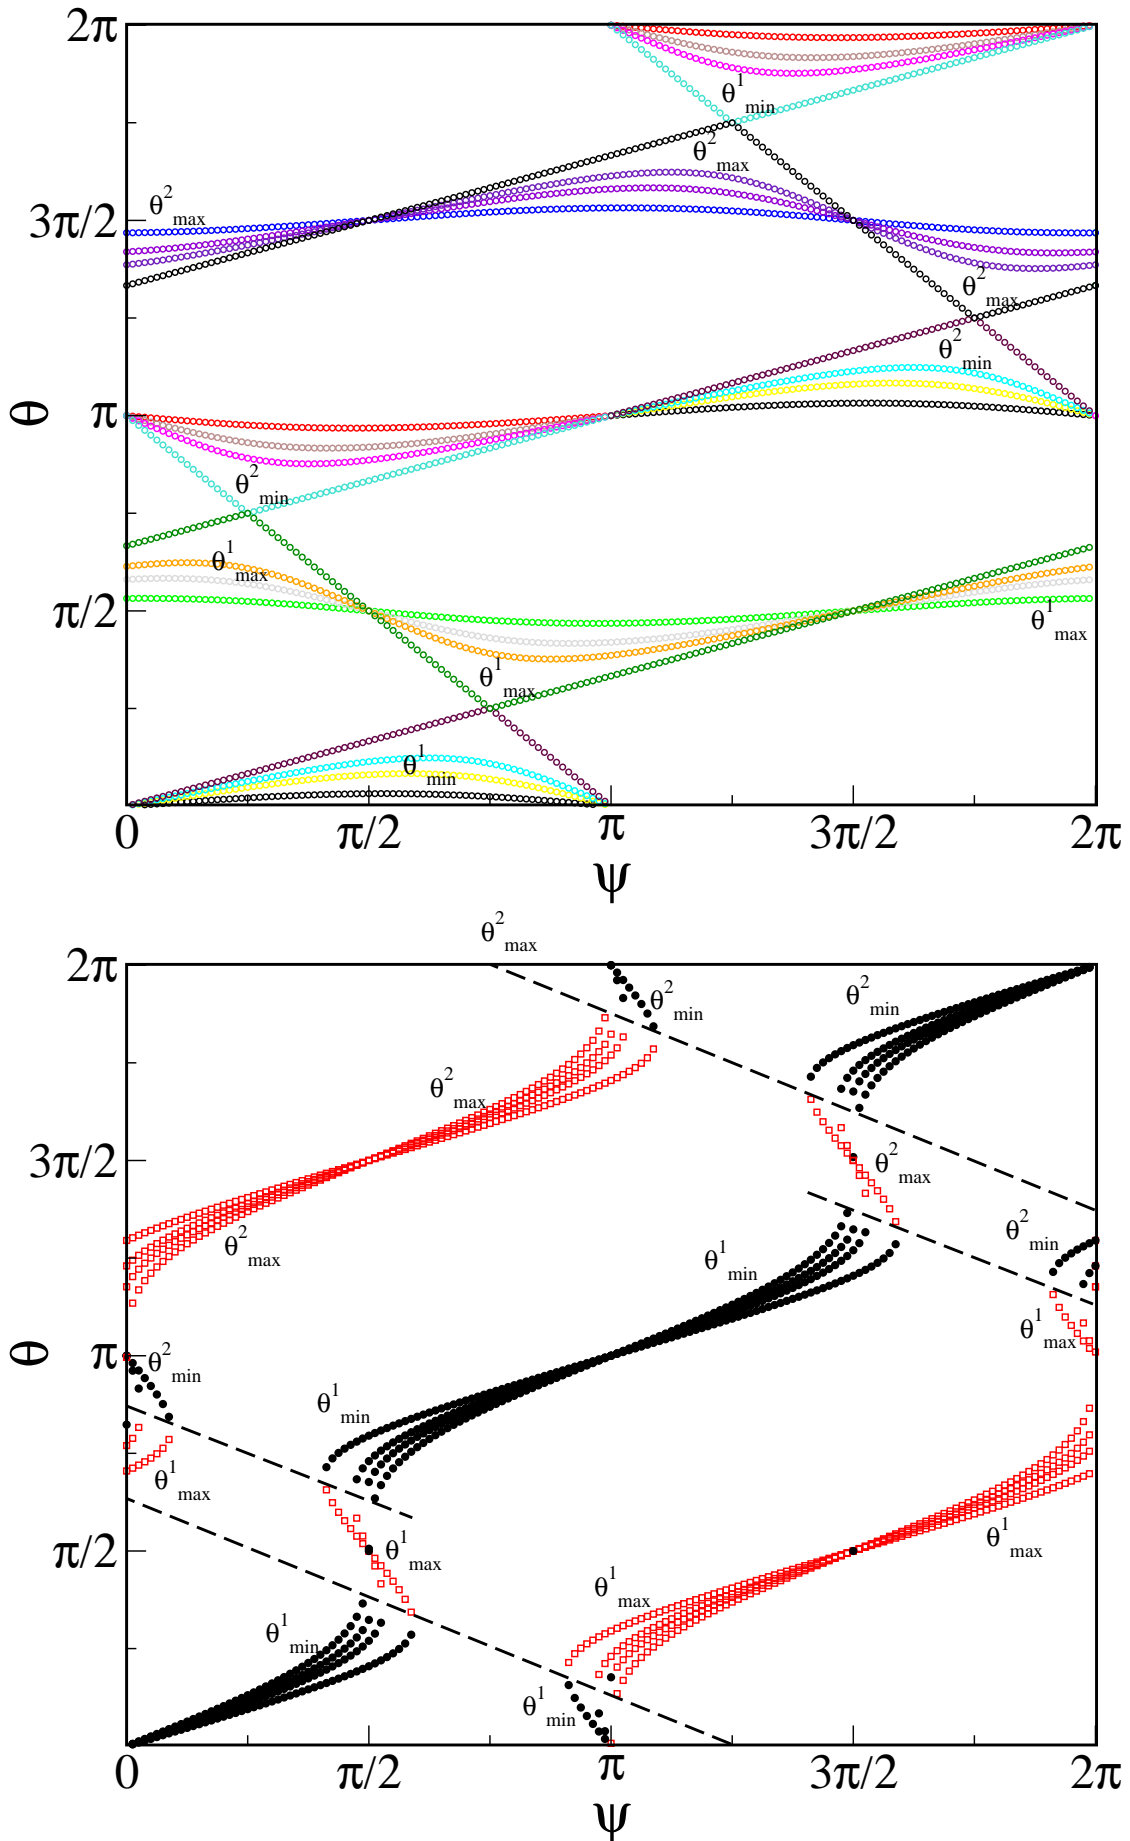 2π
θ¹min
θ²max
θ²max
3π/2
θ²max
θ²min
θ π
θ²min
θ¹max
π/2
θ¹max
θ¹max
θ¹min
0 π/2 π 3π/2 2π
ψ
θ²max
2π
θ²min θ²min
θ²max
3π/2
θ²max
θ²max
θ²min
θ¹min
θ¹max
θ π
θ²min
θ¹min
θ¹max
π/2
θ¹max
θ¹max
θ¹max
θ¹min
θ¹min
0 π/2 π 3π/2 2π
ψ